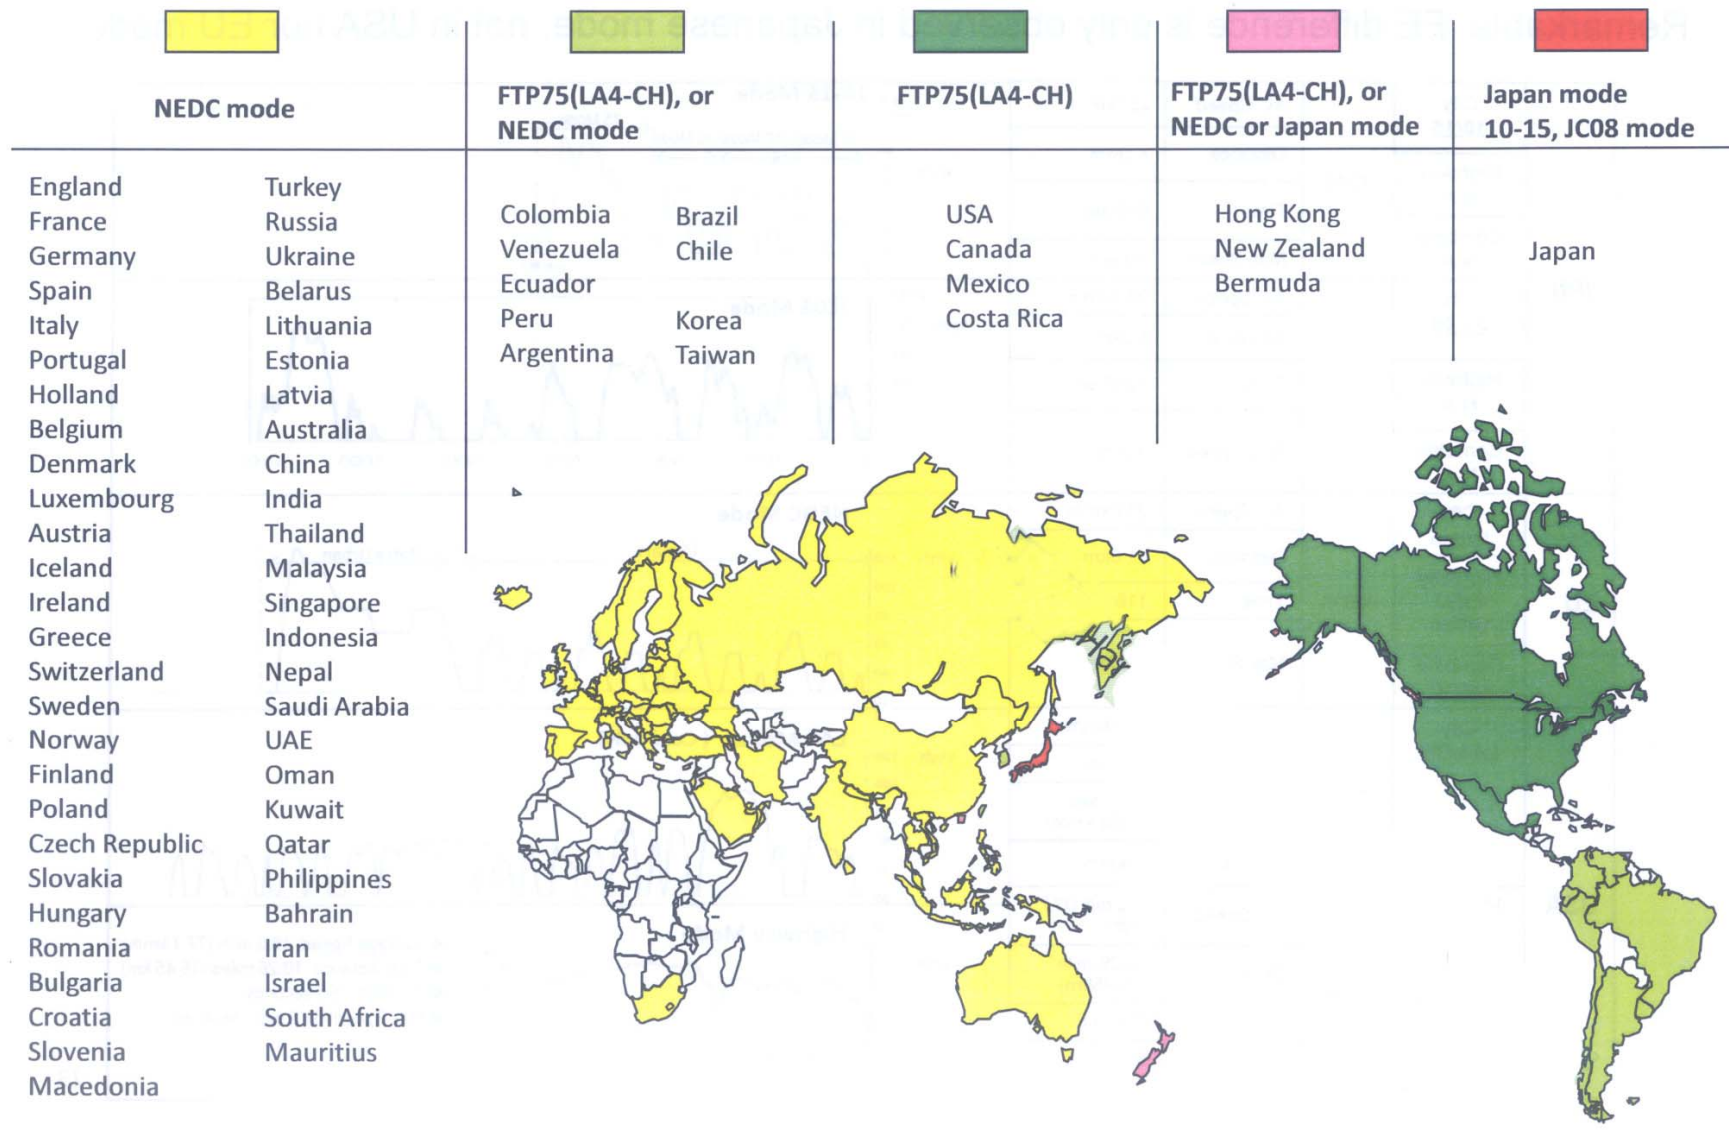 NEDC mode
England
France
Germany
Spain
Italy
Portugal
Holland
Belgium
Denmark
Luxembourg
Austria
Iceland
Ireland
Greece
Switzerland
Sweden
Norway
Finland
Poland
Czech Republic
Slovakia
Hungary
Romania
Bulgaria
Croatia
Slovenia
Macedonia
Turkey
Russia
Ukraine
Belarus
Lithuania
Estonia
Latvia
Australia
China
India
Thailand
Malaysia
Singapore
Indonesia
Nepal
Saudi Arabia
UAE
Oman
Kuwait
Qatar
Philippines
Bahrain
Iran
Israel
South Africa
Mauritius
FTP75(LA4-CH), or
NEDC mode
Colombia
Venezuela
Ecuador
Peru
Argentina
Brazil
Chile
Korea
Taiwan
FTP75(LA4-CH)
USA
Canada
Mexico
Costa Rica
FTP75(LA4-CH), or
NEDC or Japan mode
Hong Kong
New Zealand
Bermuda
Japan mode
10-15, JC08 mode
Japan